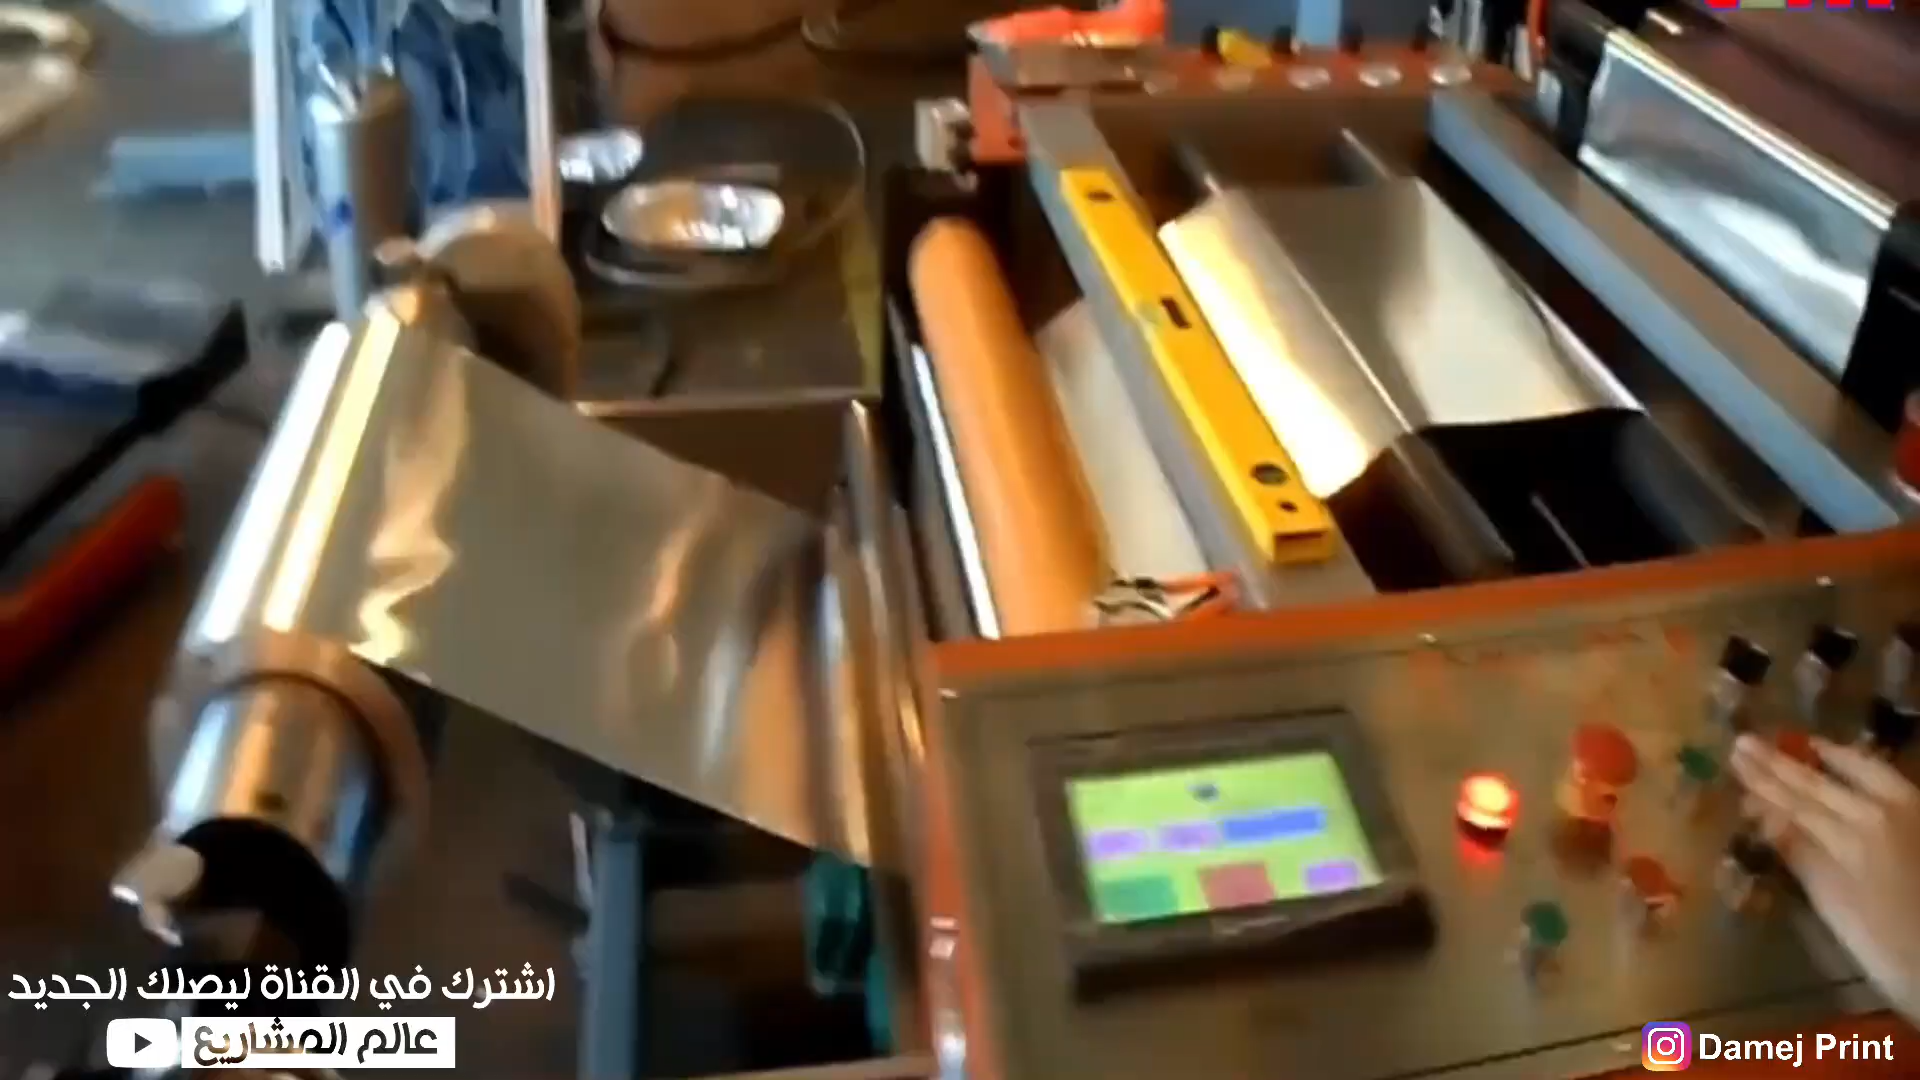 اشترك في القناة ليصلك الجديد
عالم المشاريع
Damej Print